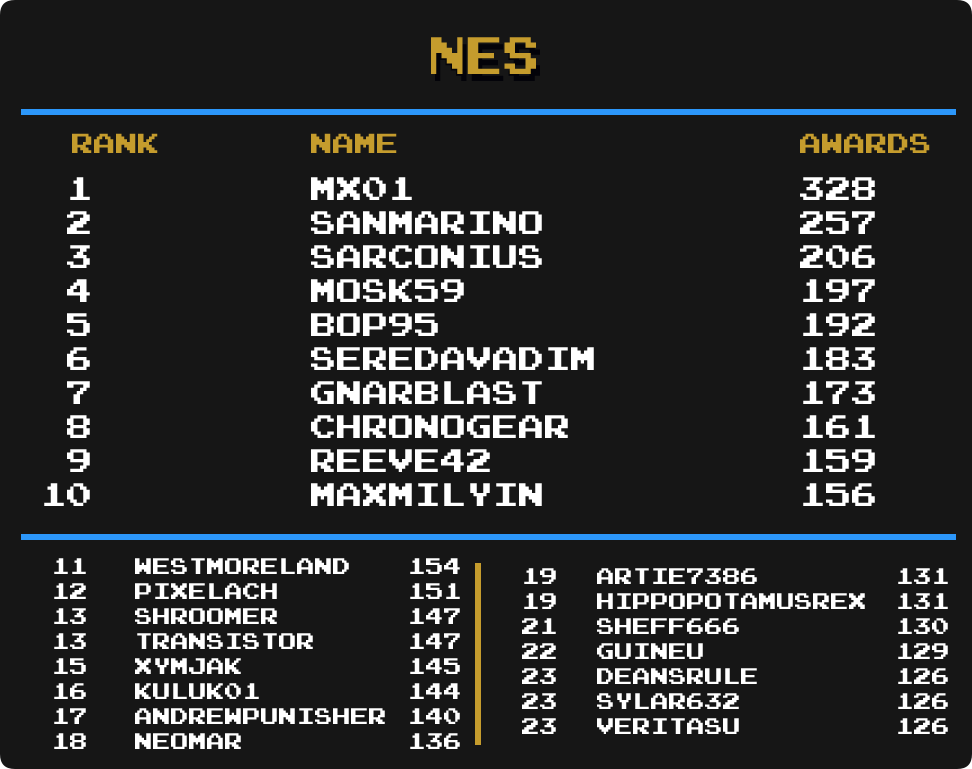 NES
RANK NAME AWARDS
1 MX01 328
2 SANMARINO 257
3 SARCONIUS 206
4 MOSK59 197
5 BOP95 192
6 SEREDAVADIM 183
7 GNARBLAST 173
8 CHRONOGEAR 161
9 REEVE42 159
10 MAXMILYIN 156
11 WESTMORELAND 154
12 PIXELACH 151
13 SHROOMER 147
13 TRANSISTOR 147
15 XYMJAK 145
16 KULUK01 144
17 ANDREWPUNISHER 140
18 NEOMAR 136
19 ARTIE7386 131
19 HIPPOPOTAMUSREX 131
21 SHEFF666 130
22 GUINEU 129
23 DEANSRULE 126
23 SYLAR632 126
23 VERITASU 126